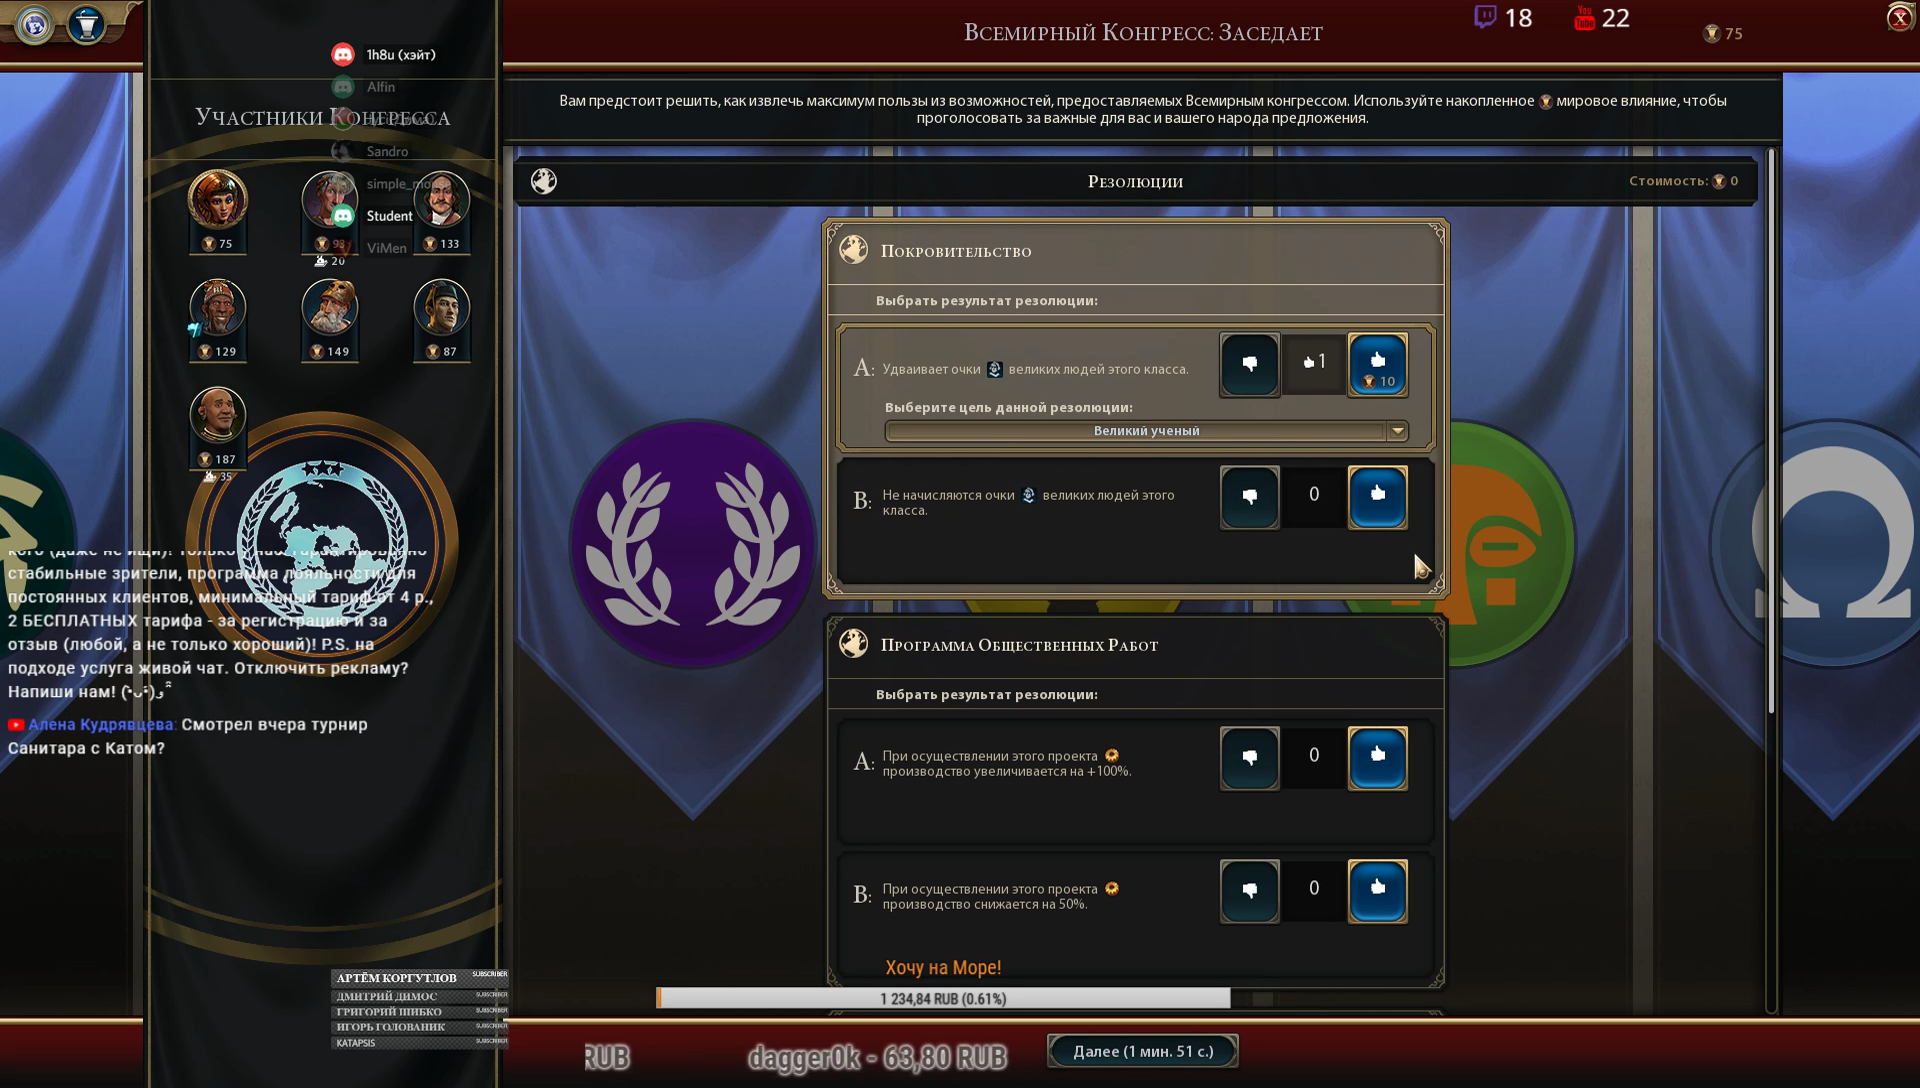 Всемирный Конгресс: Заседает
18
22
75
1h8u (хэйт)
Alfin
Участники Конгресса
Sandro
Student
ViMen
75
133
20
129
149
87
187
35
Вам предстоит решить, как извлечь максимум пользы из возможностей, предоставляемых Всемирным конгрессом. Используйте накопленное мировое влияние, чтобы
проголосовать за важные для вас и вашего народа предложения.
Резолюции
Стоимость: 0
Покровительство
Выбрать результат резолюции:
A: Удваивает очки великих людей этого класса.
1
10
Выберите цель данной резолюции:
Великий ученый
B: Не начисляются очки великих людей этого
класса.
0
Программа Общественных Работ
Выбрать результат резолюции:
A: При осуществлении этого проекта
производство увеличивается на +100%.
0
B: При осуществлении этого проекта
производство снижается на 50%.
0
стабильные зрители, программа лояльности для
постоянных клиентов, минимальный тариф от 4 р.,
2 БЕСПЛАТНЫХ тарифа - за регистрацию и за
отзыв (любой, а не только хороший)! P.S. на
подходе услуга живой чат. Отключить рекламу?
Напиши нам!
Алена Кудрявцева: Смотрел вчера турнир
Санитара с Катом?
Хочу на Море!
1 234,84 RUB (0.61%)
АРТЁМ КОРГУТЛОВ SUBSCRIBER
ДМИТРИЙ ДИМОС SUBSCRIBER
ГРИГОРИЙ ШИБКО SUBSCRIBER
ИГОРЬ ГОЛОВАНИК SUBSCRIBER
KATAPSIS SUBSCRIBER
RUB
dagger0k - 63,80 RUB
Далее (1 мин. 51 с.)